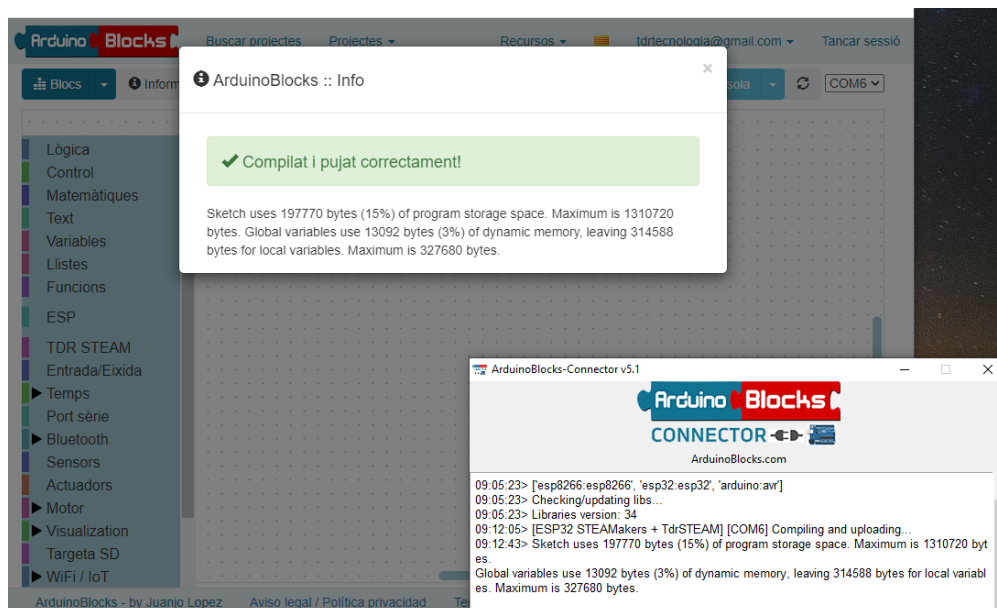 Arduino Blocks
Buscar projectes Projectes Recursos tdrtecnologia@gmail.com Tancar sessió
Blocs Inform COM6
ArduinoBlocks :: Info
×
Compilat i pujat correctament!
Sketch uses 197770 bytes (15%) of program storage space. Maximum is 1310720
bytes. Global variables use 13092 bytes (3%) of dynamic memory, leaving 314588
bytes for local variables. Maximum is 327680 bytes.
Lògica
Control
Matemàtiques
Text
Variables
Llistes
Funcions
ESP
TDR STEAM
Entrada/Eixida
Temps
Port sèrie
Bluetooth
Sensors
Actuadors
Motor
Visualization
Targeta SD
WiFi / IoT
ArduinoBlocks - by Juanjo Lopez Aviso legal / Política privacidad
ArduinoBlocks-Connector v5.1
Arduino Blocks
CONNECTOR
ArduinoBlocks.com
09:05:23> ['esp8266:esp8266', 'esp32:esp32', 'arduino:avr']
09:05:23> Checking/updating libs...
09:05:23> Libraries version: 34
09:12:05> [ESP32 STEAMakers + TdrSTEAM] [COM6] Compiling and uploading...
09:12:43> Sketch uses 197770 bytes (15%) of program storage space. Maximum is 1310720 byt
es.
Global variables use 13092 bytes (3%) of dynamic memory, leaving 314588 bytes for local variabl
es. Maximum is 327680 bytes.